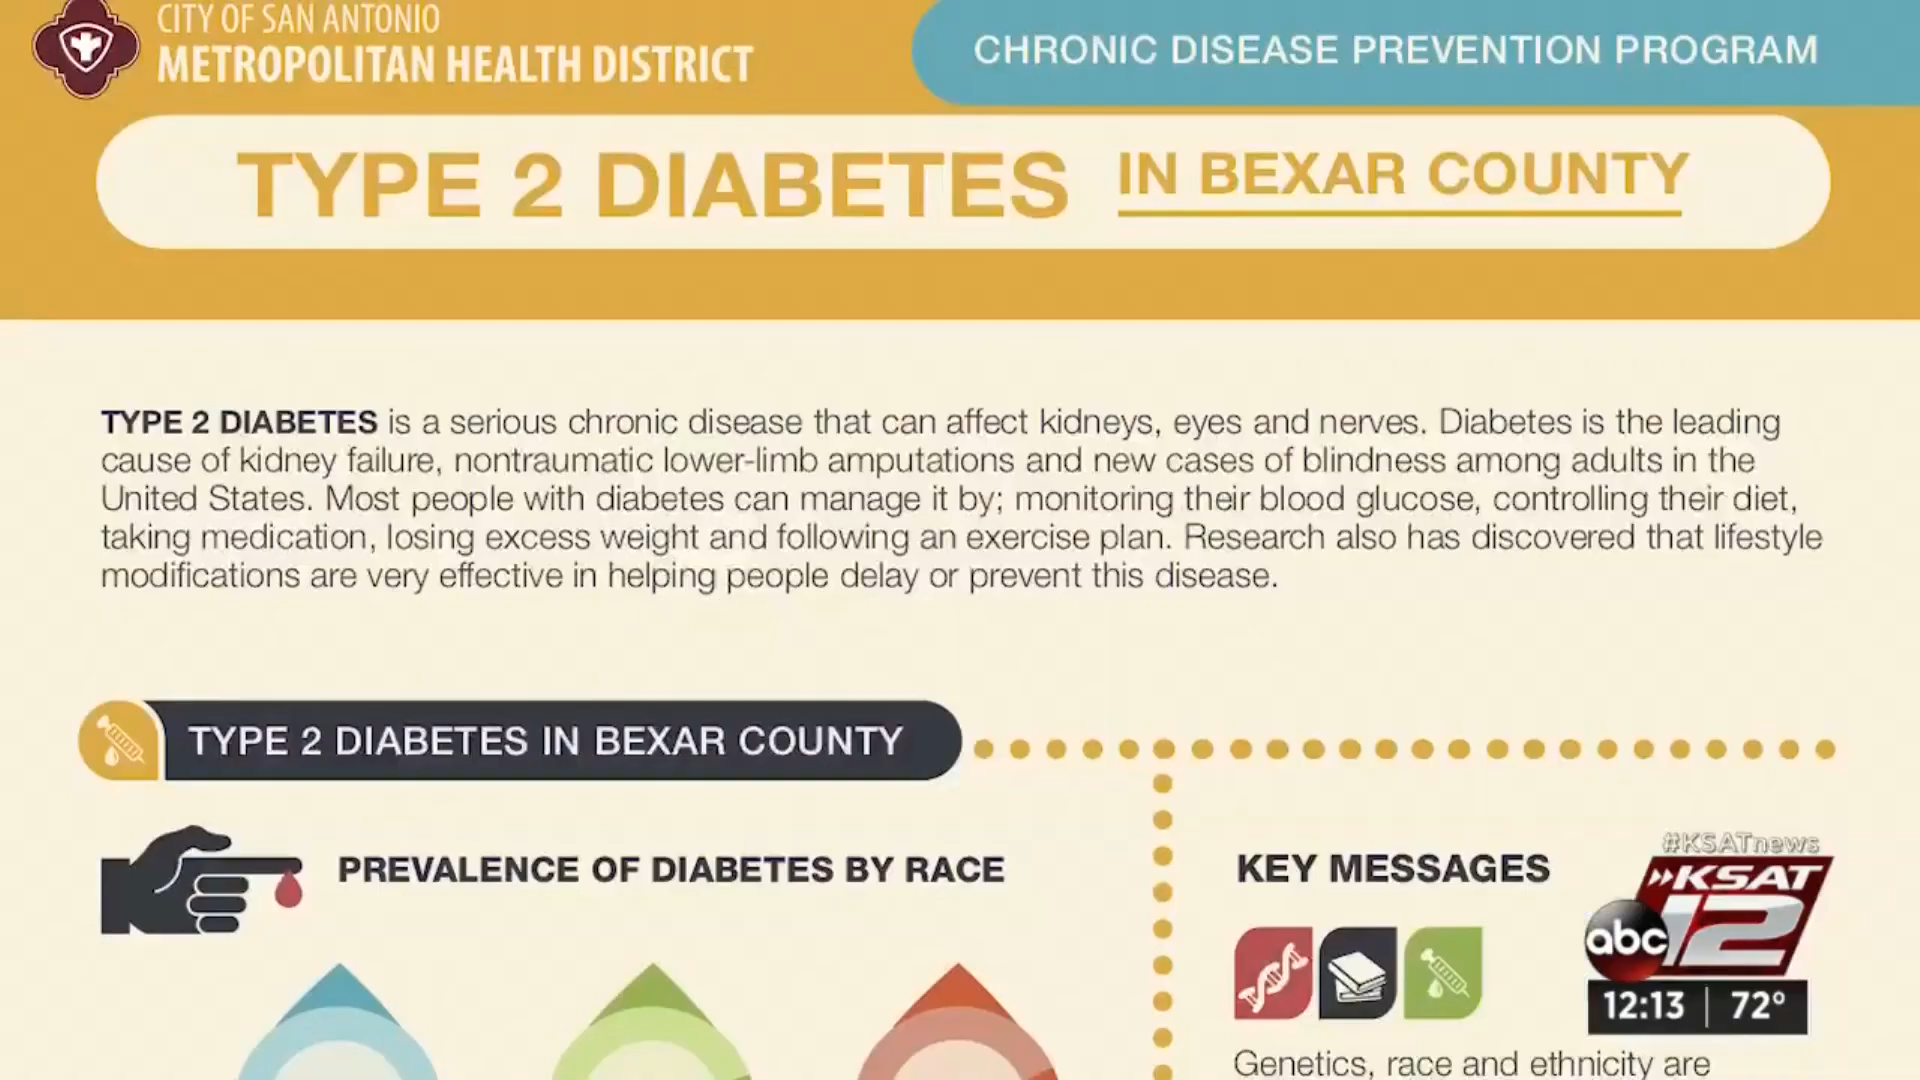 CITY OF SAN ANTONIO
METROPOLITAN HEALTH DISTRICT
CHRONIC DISEASE PREVENTION PROGRAM
TYPE 2 DIABETES IN BEXAR COUNTY
TYPE 2 DIABETES is a serious chronic disease that can affect kidneys, eyes and nerves. Diabetes is the leading
cause of kidney failure, nontraumatic lower-limb amputations and new cases of blindness among adults in the
United States. Most people with diabetes can manage it by; monitoring their blood glucose, controlling their diet,
taking medication, losing excess weight and following an exercise plan. Research also has discovered that lifestyle
modifications are very effective in helping people delay or prevent this disease.
TYPE 2 DIABETES IN BEXAR COUNTY
PREVALENCE OF DIABETES BY RACE
KEY MESSAGES
Genetics, race and ethnicity are
#KSATnews
KSAT
abc 12
12:13 | 72°